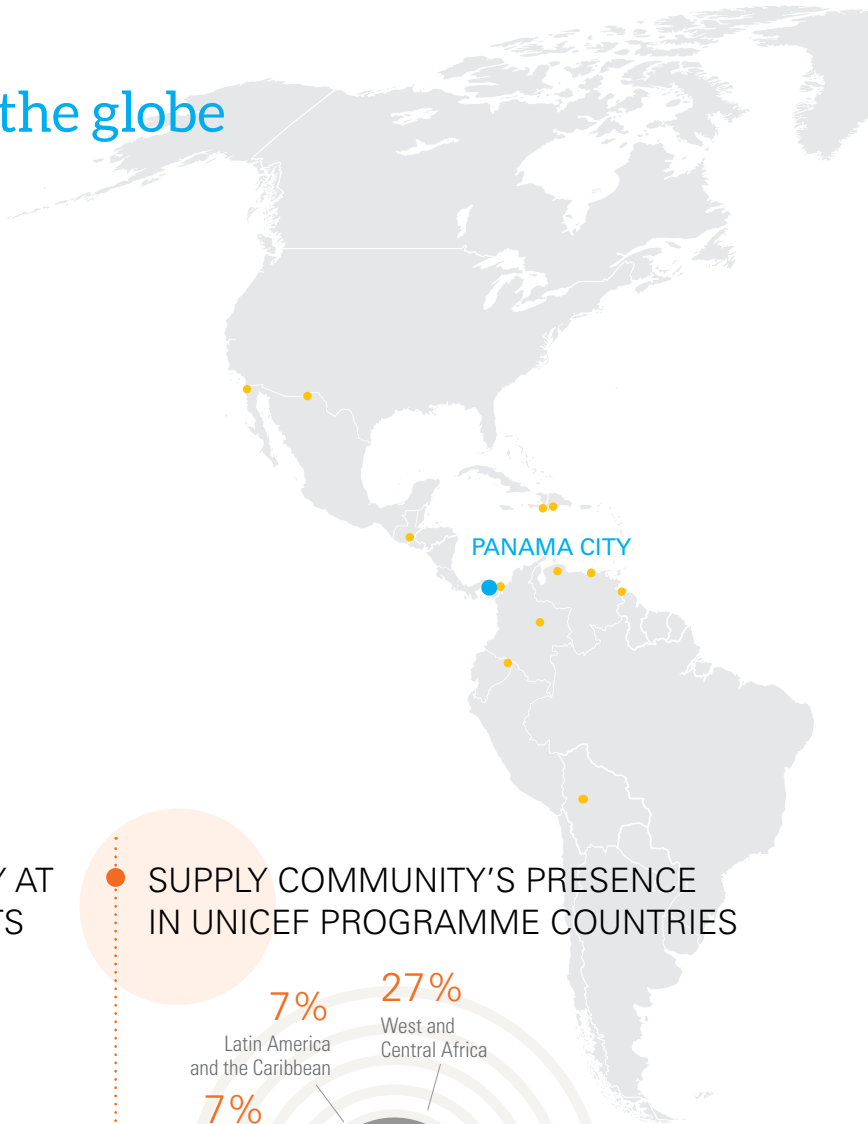 the globe
PANAMA CITY
Y AT
TS
SUPPLY COMMUNITY’S PRESENCE
IN UNICEF PROGRAMME COUNTRIES
7%
Latin America
and the Caribbean
27%
West and
Central Africa
7%